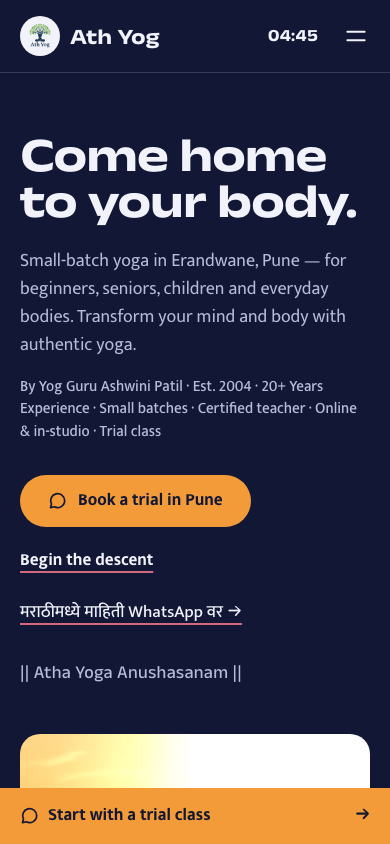 Ath Yog
Ath Yog
04:45
Come home
to your body.
Small-batch yoga in Erandwane, Pune — for
beginners, seniors, children and everyday
bodies. Transform your mind and body with
authentic yoga.
By Yog Guru Ashwini Patil · Est. 2004 · 20+ Years
Experience · Small batches · Certified teacher · Online
& in-studio · Trial class
Book a trial in Pune
Begin the descent
मराठीमध्ये माहिती WhatsApp वर →
|| Atha Yoga Anushasanam ||
Start with a trial class →